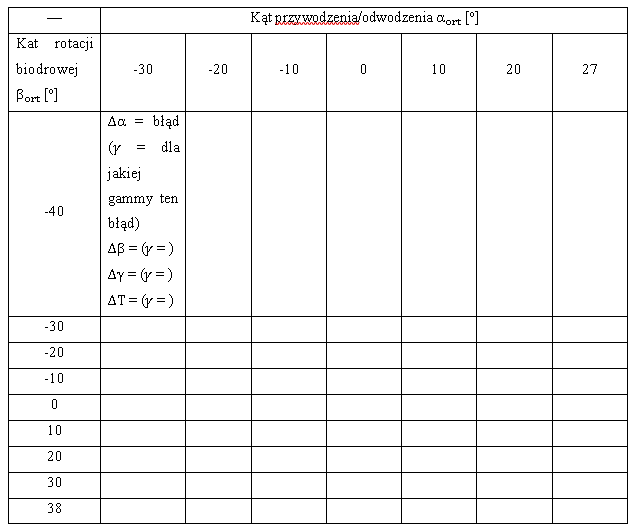 —
Kąt przywodzenia/odwodzenia αort [º]
Kat rotacji
biodrowej
βort [º]
-30 -20 -10 0 10 20 27
-40
Δα = błąd
(γ = dla
jakiej
gammy ten
błąd)
Δβ = (γ = )
Δγ = (γ = )
ΔT = (γ = )
-30
-20
-10
0
10
20
30
38